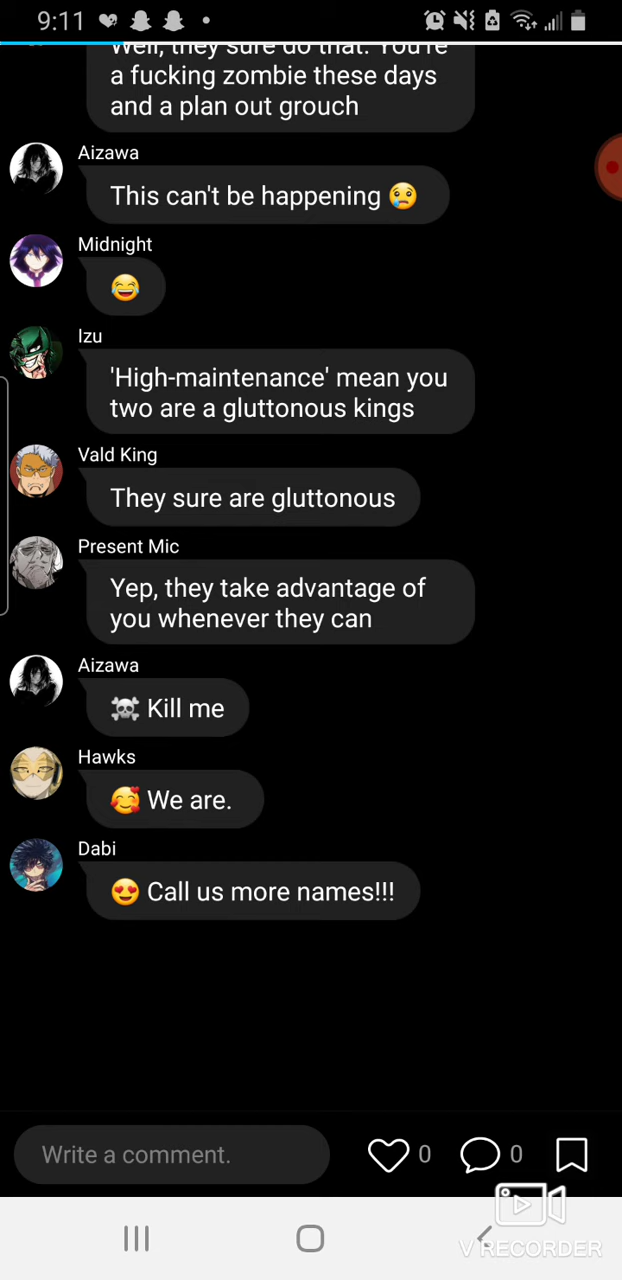 9:11
Well, they sure do that. You're
a fucking zombie these days
and a plan out grouch
Aizawa
This can't be happening 😢
Midnight
😂
Izu
'High-maintenance' mean you
two are a gluttonous kings
Vald King
They sure are gluttonous
Present Mic
Yep, they take advantage of
you whenever they can
Aizawa
☠️ Kill me
Hawks
🥰 We are.
Dabi
😍 Call us more names!!!
Write a comment.
0
0
V RECORDER